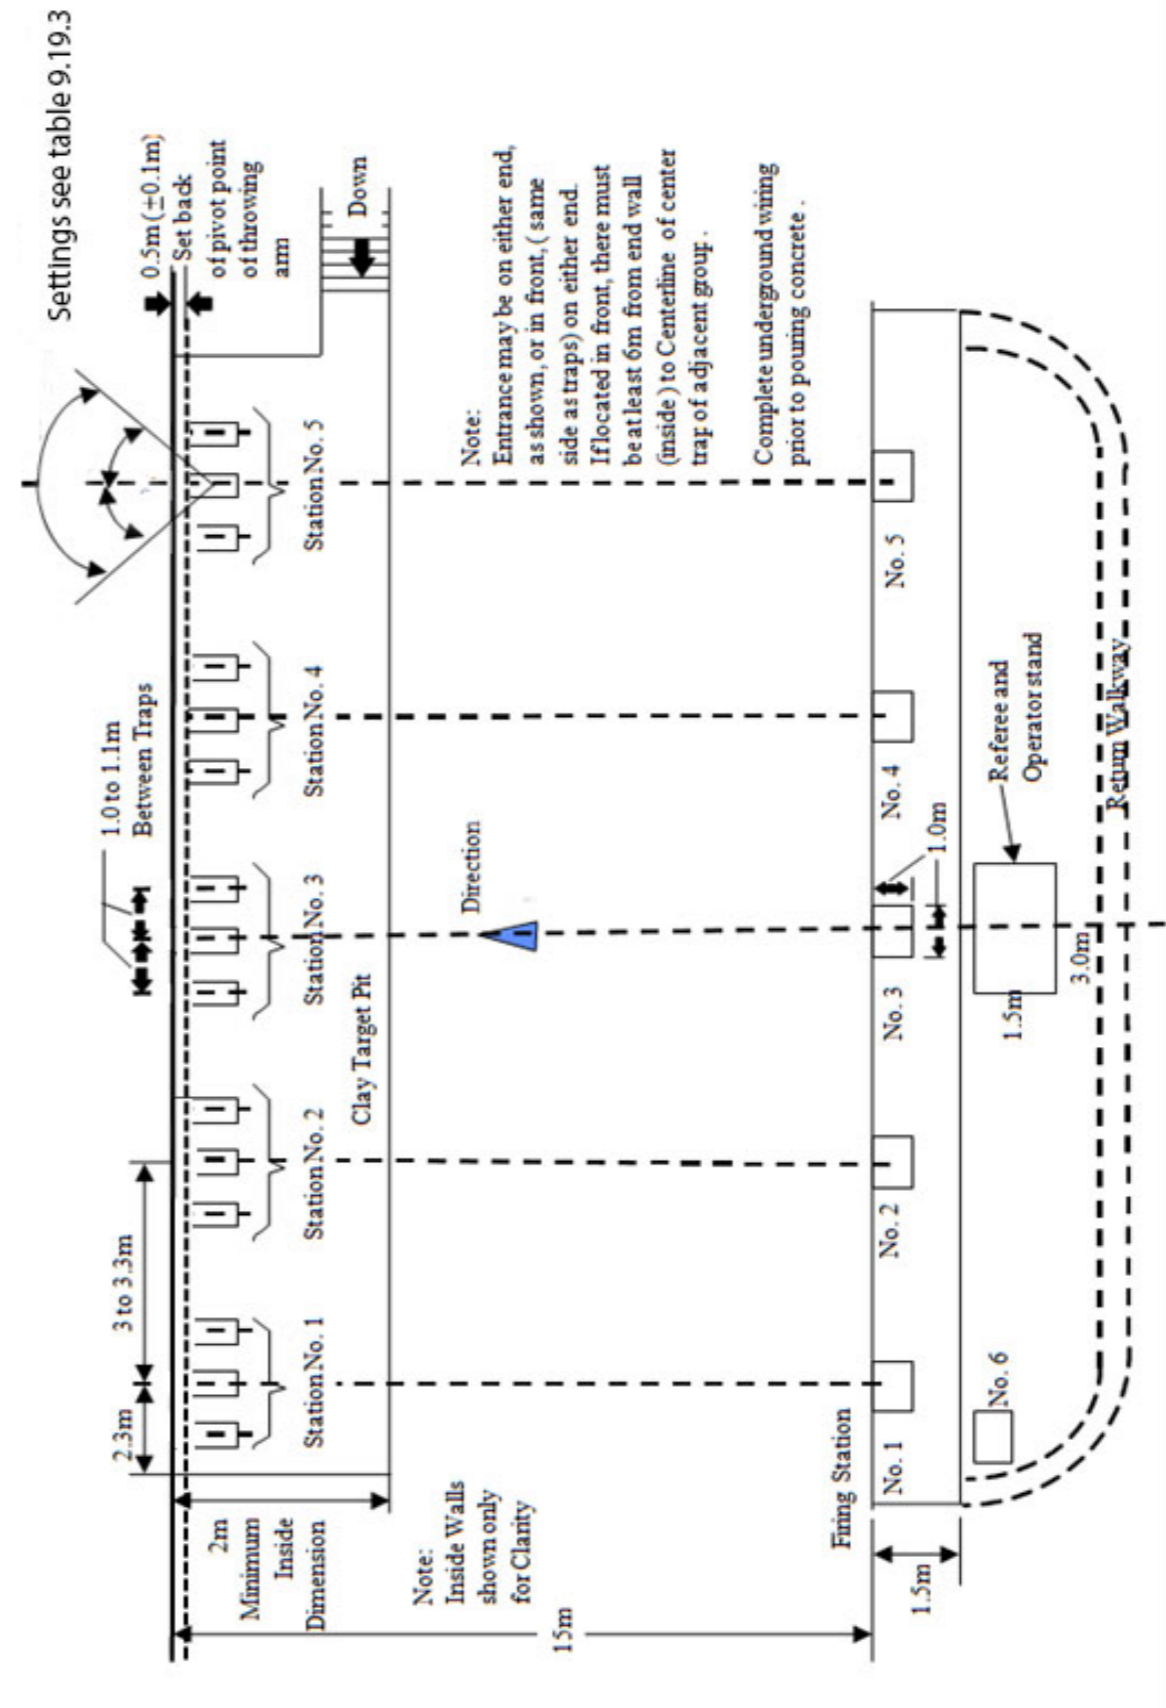 Settings see table 9.19.3
0.5m (±0.1m)
Set back
of pivot point
of throwing
arm
Down
1.0 to 1.1m
Between Traps
3 to 3.3m
2.3m
Station No. 1
Station No. 2
Station No. 3
Station No. 4
Station No. 5
2m
Minimum
Inside
Dimension
Clay Target Pit
Note:
Inside Walls
shown only
for Clarity
Direction
Note:
Entrance may be on either end,
as shown, or in front, ( same
side as traps) on either end.
If located in front, there must
be at least 6m from end wall
(inside ) to Centerline of center
trap of adjacent group .
Complete underground wing
prior to pouring concrete .
15m
Firing Station
No. 1
No. 2
No. 3
No. 4
No. 5
1.0m
1.5m
No. 6
1.5m
3.0m
Referee and
Operator stand
Return Walkway